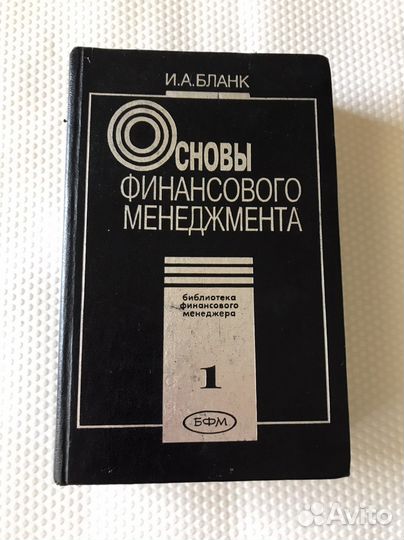 И.А.БЛАНК
ОСНОВЫ
ФИНАНСОВОГО
МЕНЕДЖМЕНТА
библиотека
финансового
менеджера
1
БФМ
Avito